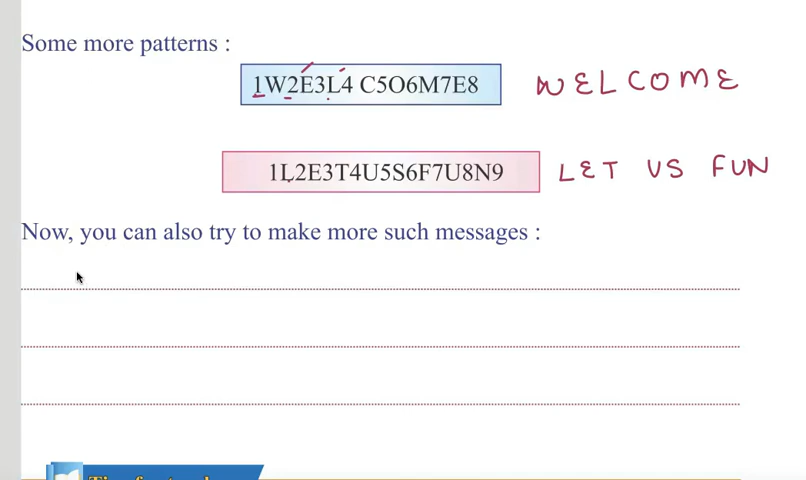 Some more patterns :
1W2E3L4 C5O6M7E8 WELCOME
1L2E3T4U5S6F7U8N9 LET US FUN
Now, you can also try to make more such messages :